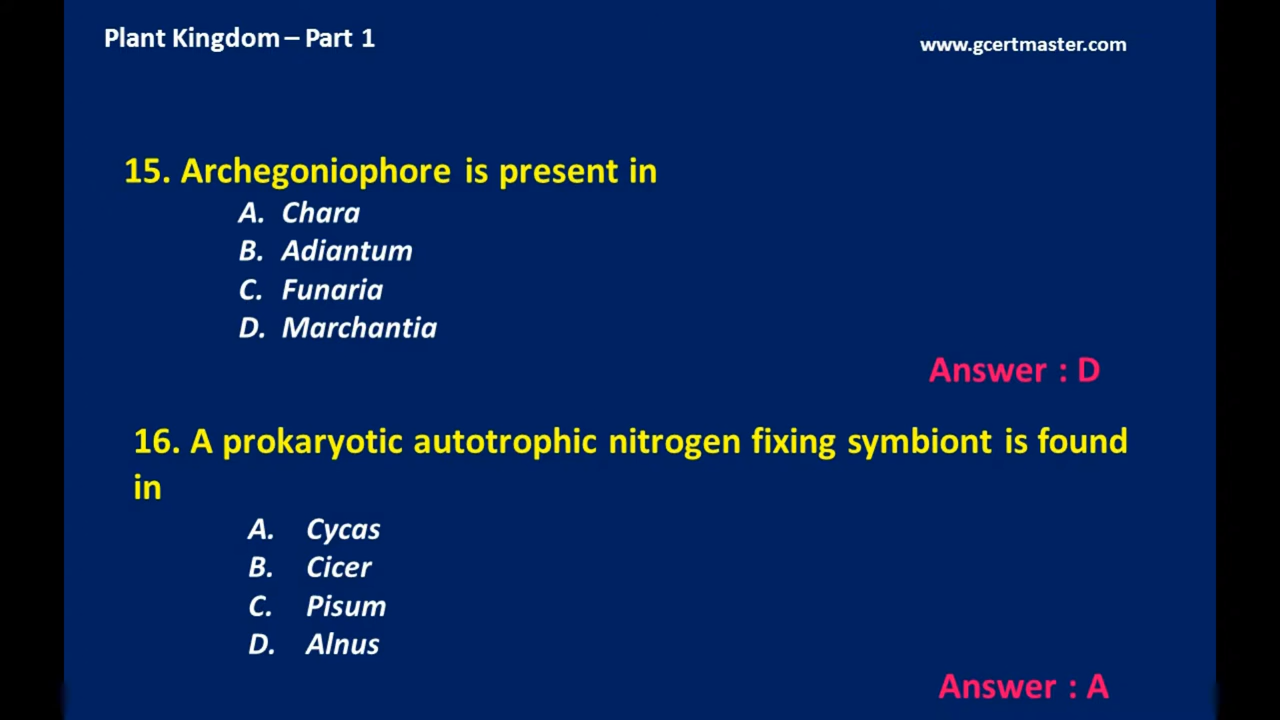 Plant Kingdom – Part 1
www.gcertmaster.com
15. Archegoniophore is present in
A. Chara
B. Adiantum
C. Funaria
D. Marchantia
Answer : D
16. A prokaryotic autotrophic nitrogen fixing symbiont is found
in
A. Cycas
B. Cicer
C. Pisum
D. Alnus
Answer : A